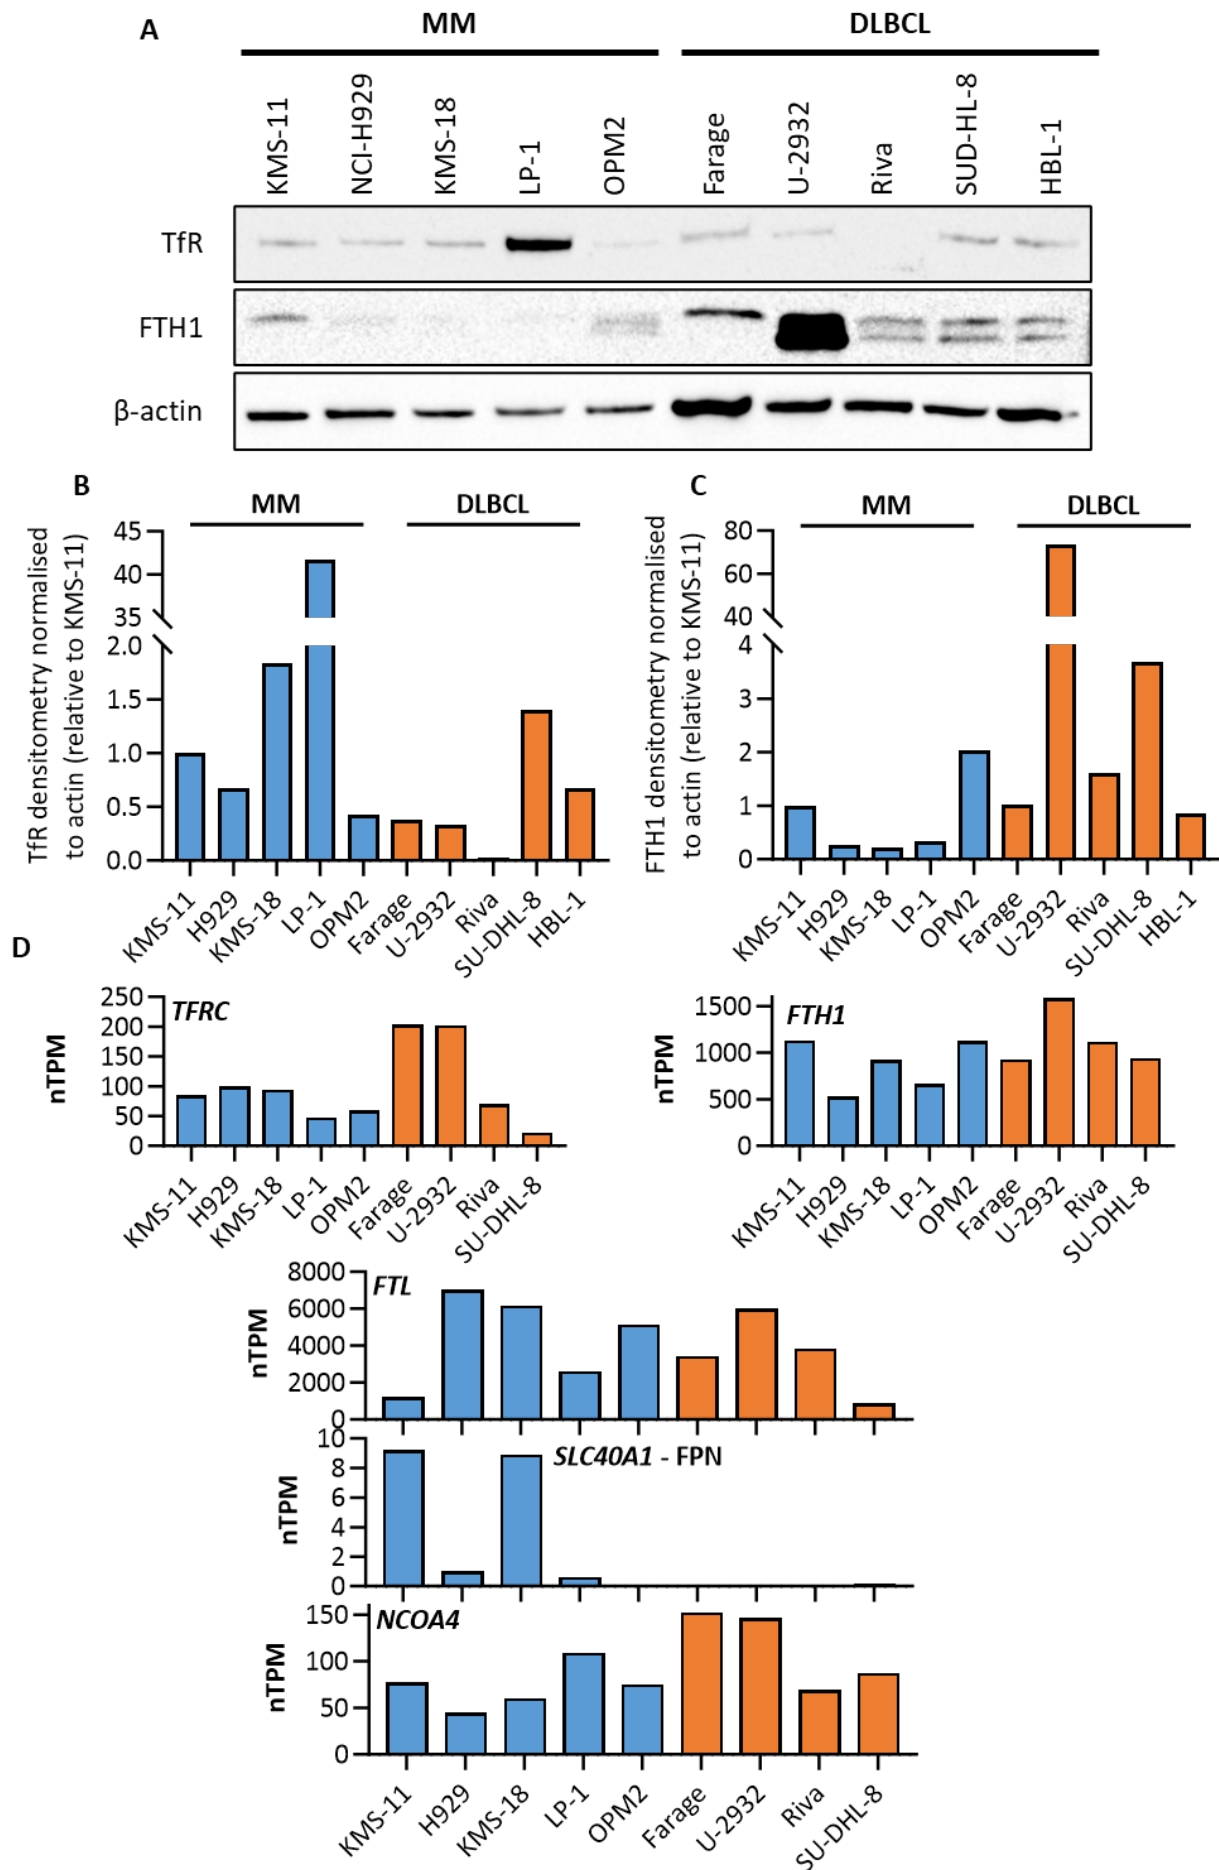 A
MM
DLBCL
KMS-11
NCI-H929
KMS-18
LP-1
OPM2
Farage
U-2932
Riva
SUD-HL-8
HBL-1
TfR
FTH1
β-actin
B
MM
DLBCL
TfR densitometry normalised
to actin (relative to KMS-11)
45
40
35
2.0
1.5
1.0
0.5
0.0
KMS-11
H929
KMS-18
LP-1
OPM2
Farage
U-2932
Riva
SU-DHL-8
HBL-1
C
MM
DLBCL
FTH1 densitometry normalised
to actin (relative to KMS-11)
80
60
40
4
3
2
1
0
KMS-11
H929
KMS-18
LP-1
OPM2
Farage
U-2932
Riva
SU-DHL-8
HBL-1
D
TFRC
nTPM
250
200
150
100
50
0
KMS-11
H929
KMS-18
LP-1
OPM2
Farage
U-2932
Riva
SU-DHL-8
FTH1
nTPM
1500
1000
500
0
KMS-11
H929
KMS-18
LP-1
OPM2
Farage
U-2932
Riva
SU-DHL-8
FTL
nTPM
8000
6000
4000
2000
0
SLC40A1 - FPN
nTPM
10
8
6
4
2
0
NCOA4
nTPM
150
100
50
0
KMS-11
H929
KMS-18
LP-1
OPM2
Farage
U-2932
Riva
SU-DHL-8